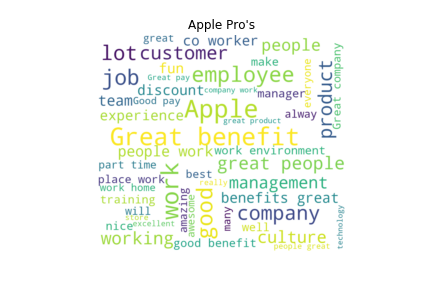 Apple Pro's
great
co worker
people
lot
customer
make
fun
job
Great pay
company work
employee
everyone
Great company
product
discount
manager
team
Good pay
Apple
alway
experience
great product
Great benefit
people work
work environment
part time
great people
place work
work
best
really
management
work home
amazing
awesome
good
benefits great
training
will
many
company
store
nice
excellent
well
technology
working
good benefit
culture
people great